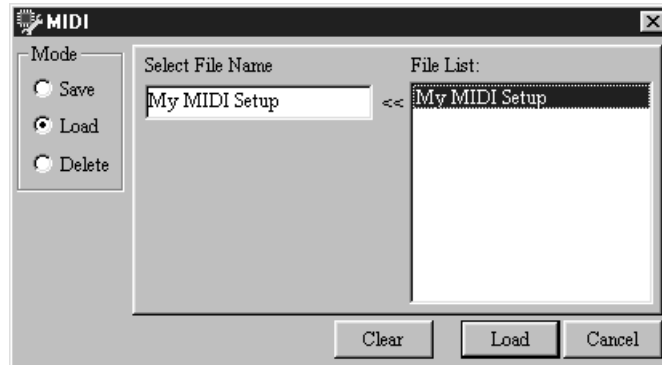 MIDI
Mode
Save
Load
Delete
Select File Name
My MIDI Setup
<<
File List:
My MIDI Setup
Clear
Load
Cancel